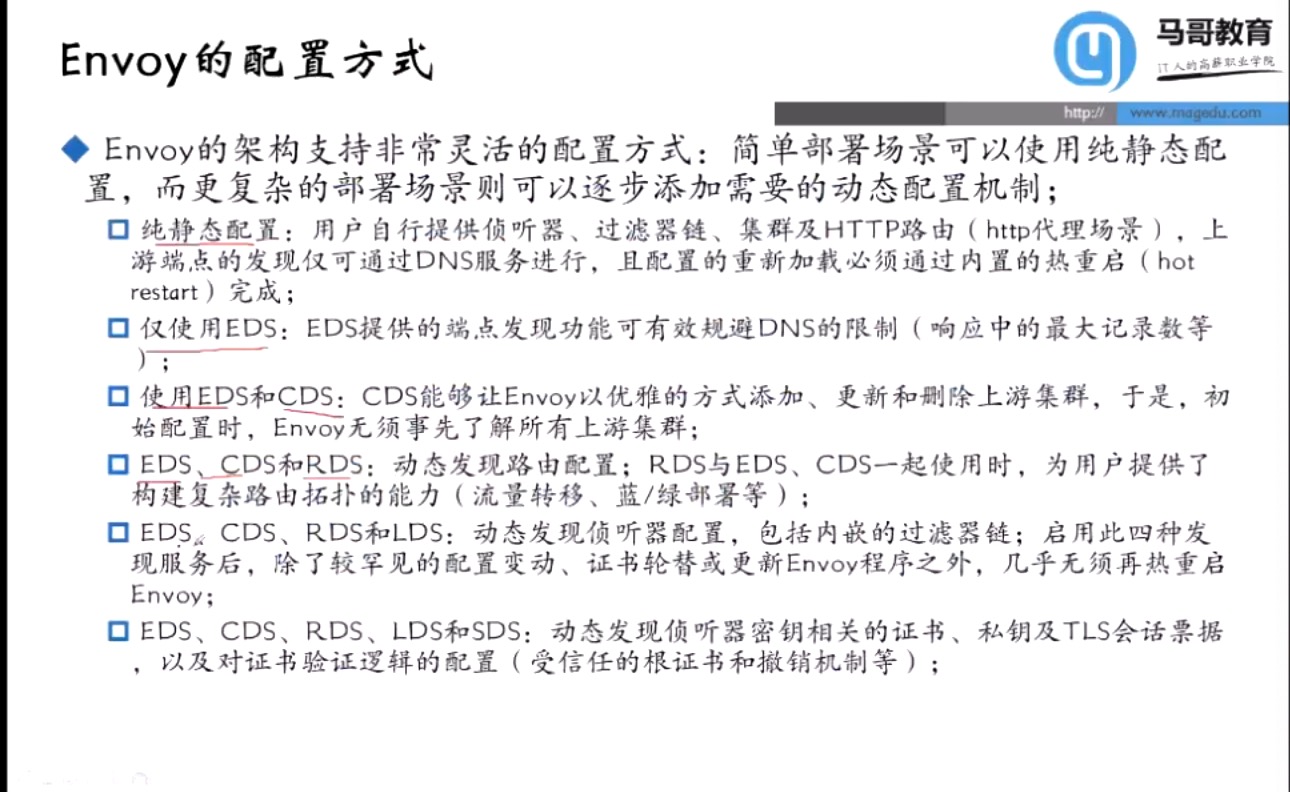 Envoy的配置方式
马哥教育
IT人的高薪职业学院
http://
www.magedu.com
Envoy的架构支持非常灵活的配置方式：简单部署场景可以使用纯静态配
置，而更复杂的部署场景则可以逐步添加需要的动态配置机制；
纯静态配置：用户自行提供侦听器、过滤器链、集群及HTTP路由（http代理场景），上
游端点的发现仅可通过DNS服务进行，且配置的重新加载必须通过内置的热重启（hot
restart）完成；
仅使用EDS：EDS提供的端点发现功能可有效规避DNS的限制（响应中的最大记录数等
）；
使用EDS和CDS：CDS能够让Envoy以优雅的方式添加、更新和删除上游集群，于是，初
始配置时，Envoy无须事先了解所有上游集群；
EDS、CDS和RDS：动态发现路由配置；RDS与EDS、CDS一起使用时，为用户提供了
构建复杂路由拓扑的能力（流量转移、蓝/绿部署等）；
EDS、CDS、RDS和LDS：动态发现侦听器配置，包括内嵌的过滤器链；启用此四种发
现服务后，除了较罕见的配置变动、证书轮替或更新Envoy程序之外，几乎无须再热重启
Envoy；
EDS、CDS、RDS、LDS和SDS：动态发现侦听器密钥相关的证书、私钥及TLS会话票据
，以及对证书验证逻辑的配置（受信任的根证书和撤销机制等）；